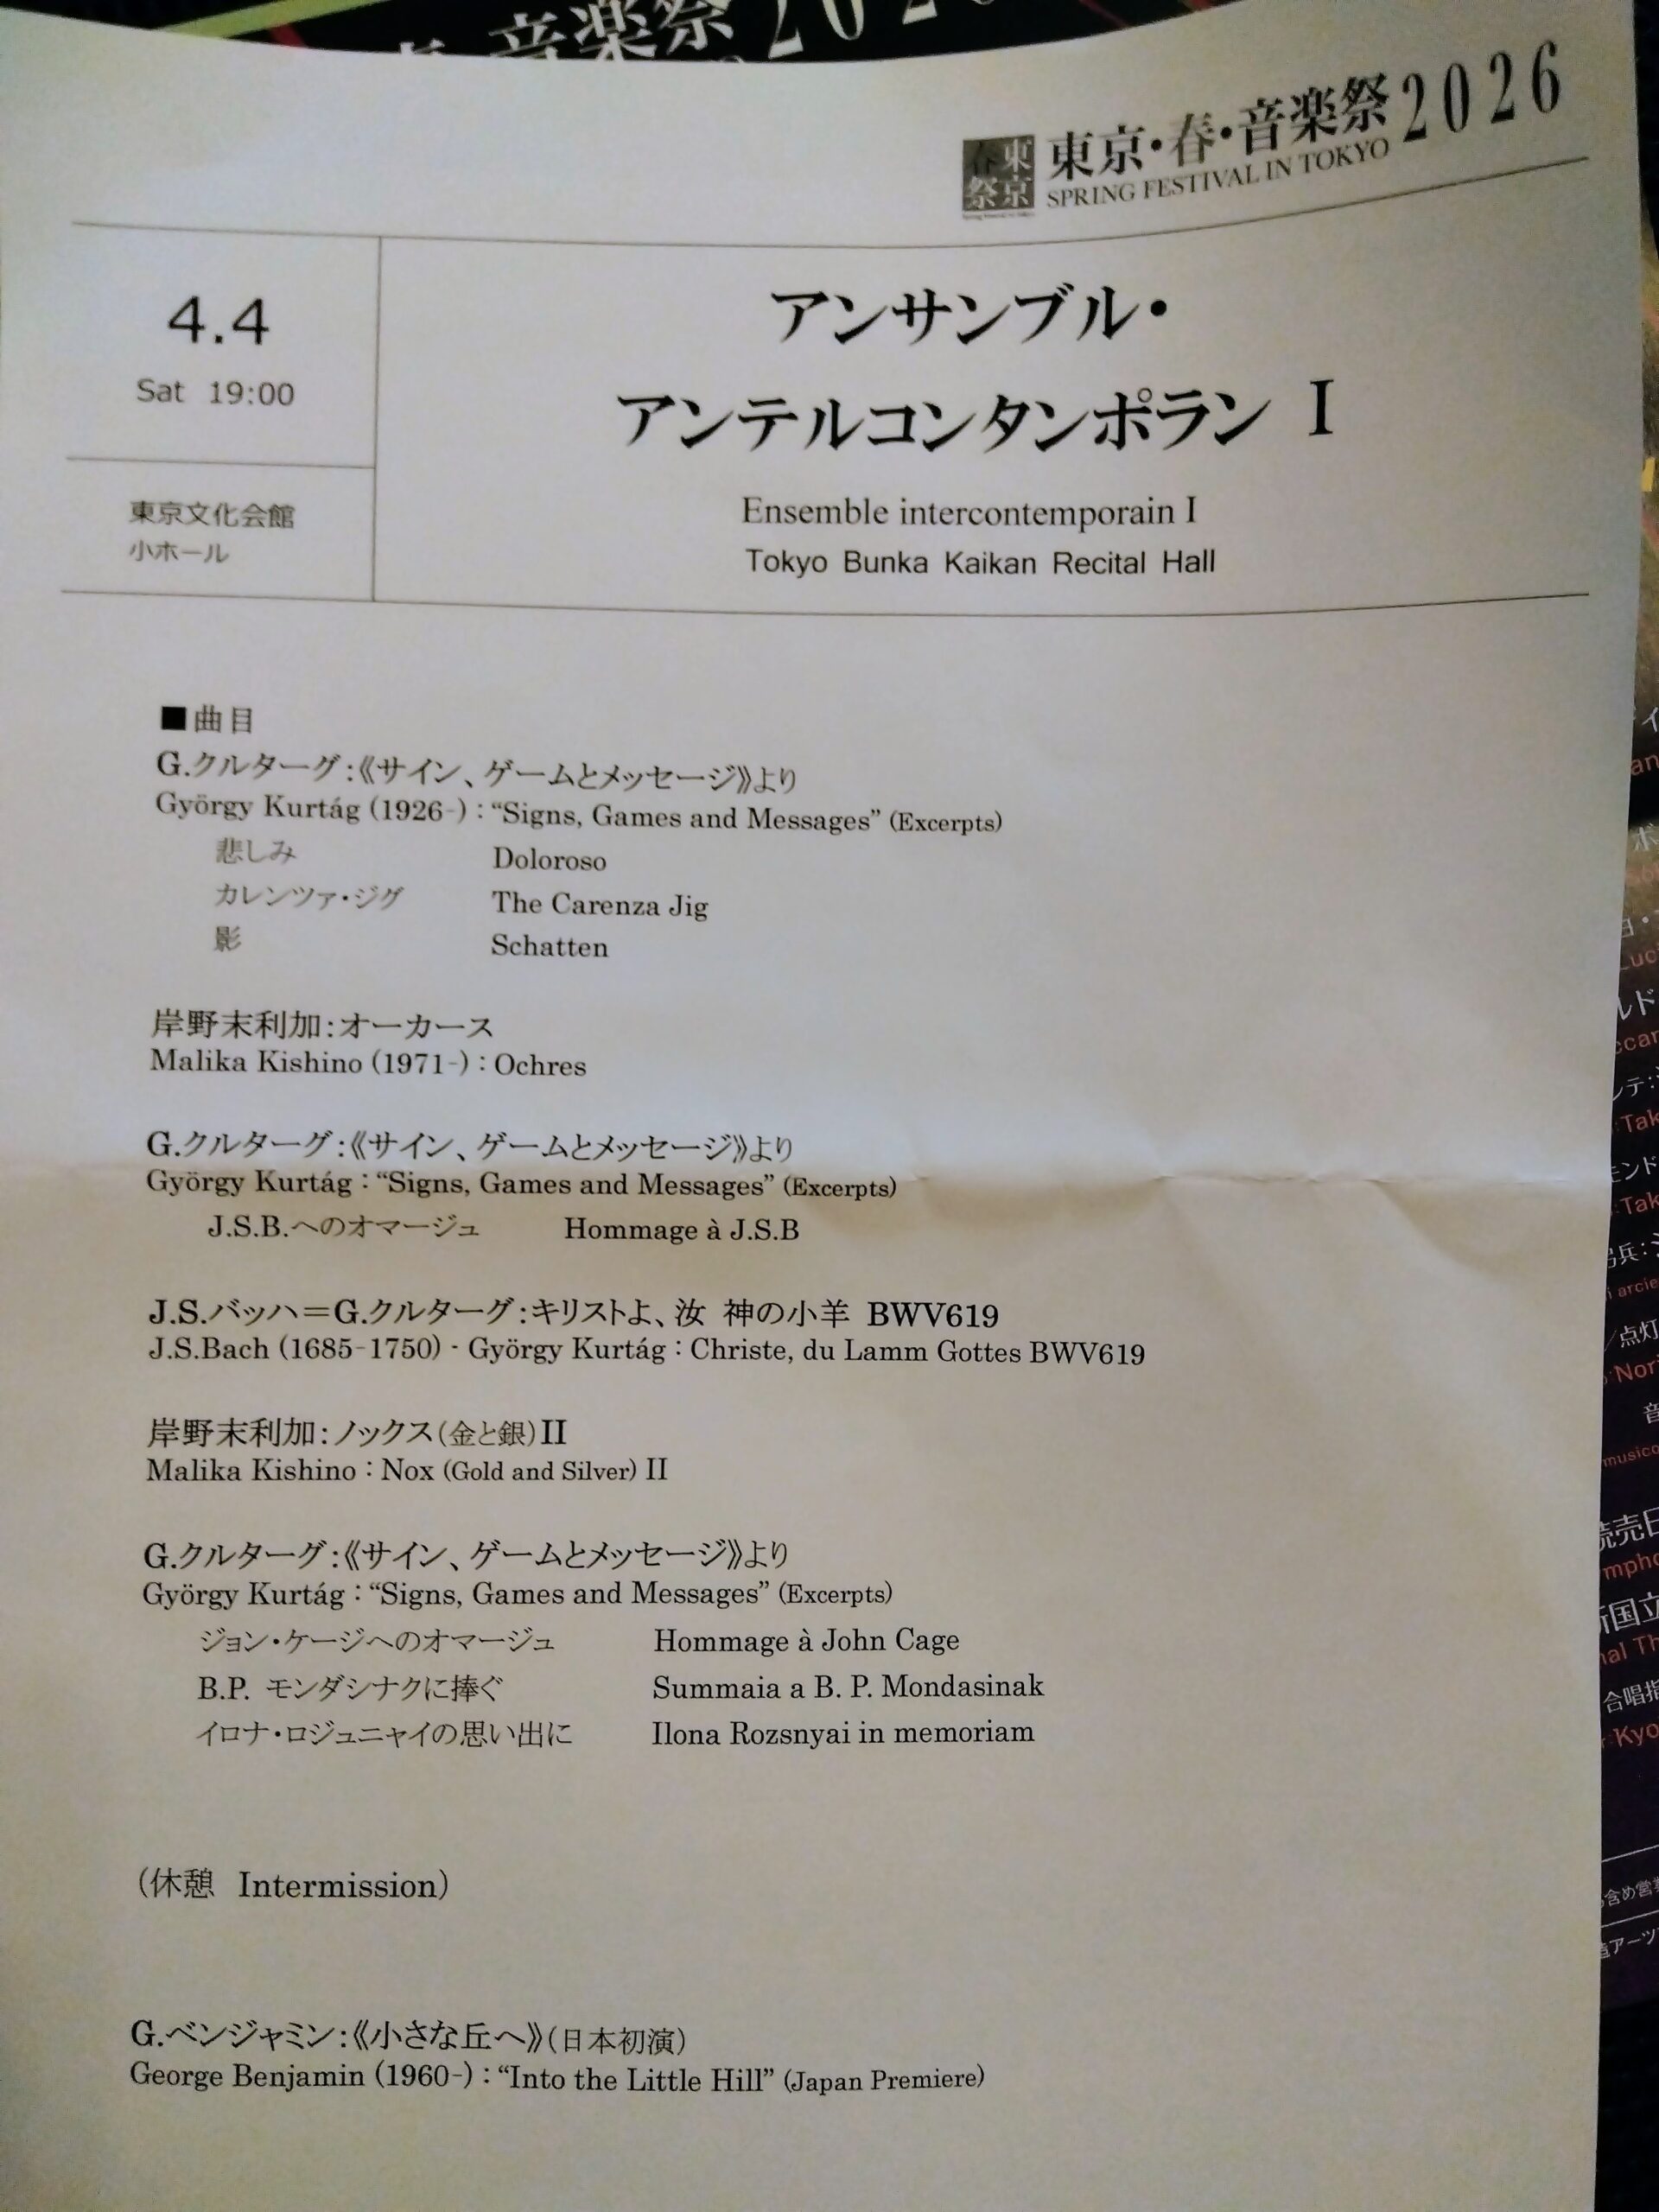 音楽祭
東京・春・音楽祭2026
SPRING FESTIVAL IN TOKYO
4.4
Sat 19:00
東京文化会館
小ホール
アンサンブル・
アンテルコンタンポラン I
Ensemble intercontemporain I
Tokyo Bunka Kaikan Recital Hall
■曲目
G.クルターグ:《サイン、ゲームとメッセージ》より
György Kurtág (1926-) : “Signs, Games and Messages” (Excerpts)
悲しみ Doloroso
カレンツァ・ジグ The Carenza Jig
影 Schatten
岸野末利加:オーカース
Malika Kishino (1971-) : Ochres
G.クルターグ:《サイン、ゲームとメッセージ》より
György Kurtág : “Signs, Games and Messages” (Excerpts)
J.S.B.へのオマージュ Hommage à J.S.B
J.S.バッハ＝G.クルターグ:キリストよ、汝 神の小羊 BWV619
J.S.Bach (1685-1750) - György Kurtág : Christe, du Lamm Gottes BWV619
岸野末利加:ノックス(金と銀)II
Malika Kishino : Nox (Gold and Silver) II
G.クルターグ:《サイン、ゲームとメッセージ》より
György Kurtág : “Signs, Games and Messages” (Excerpts)
ジョン・ケージへのオマージュ Hommage à John Cage
B.P. モンダシナクに捧ぐ Summaia a B. P. Mondasinak
イロナ・ロジュニャイの思い出に Ilona Rozsnyai in memoriam
(休憩 Intermission)
G.ベンジャミン:《小さな丘へ》(日本初演)
George Benjamin (1960-) : “Into the Little Hill” (Japan Premiere)